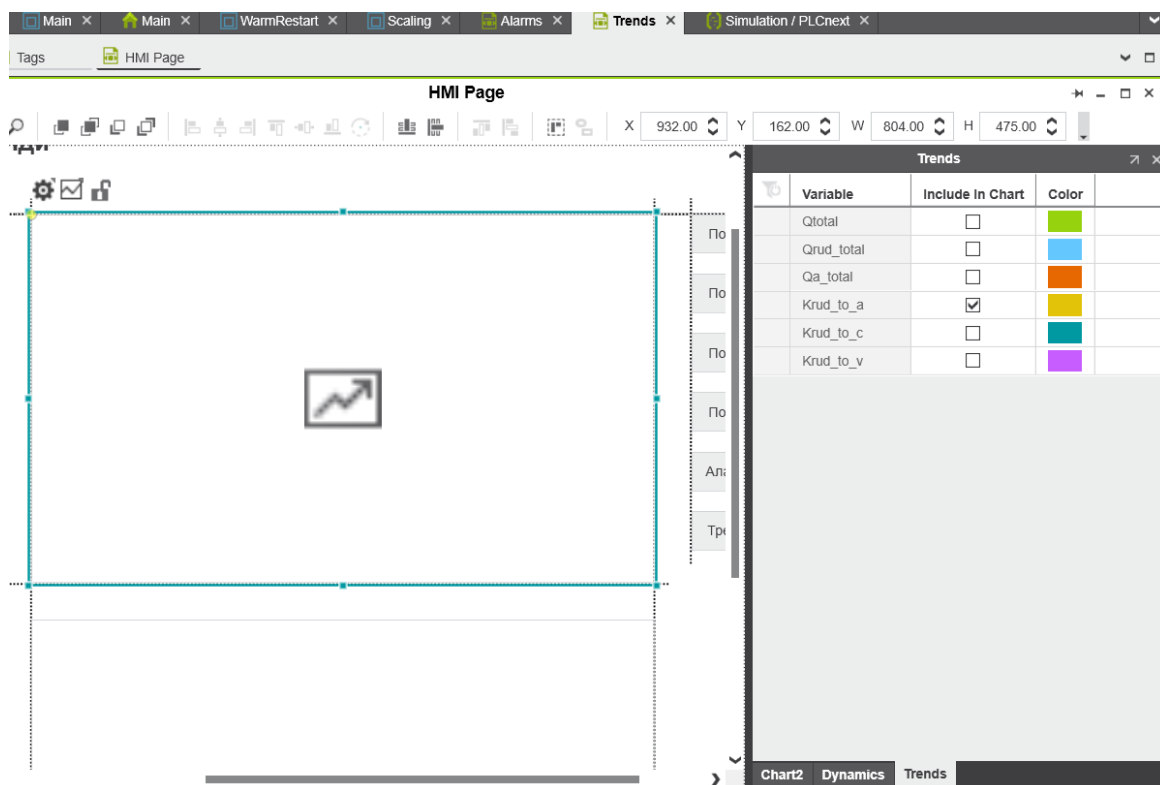 Main WarmRestart Main Scaling Alarms Trends Simulation / PLCnext
Tags HMI Page
HMI Page
X 932.00 Y 162.00 W 804.00 H 475.00
Trends
Variable Include In Chart Color
Qtotal
Qrud_total
Qa_total
Krud_to_a
Krud_to_c
Krud_to_v
По
По
По
По
Ала
Тре
Chart2 Dynamics Trends